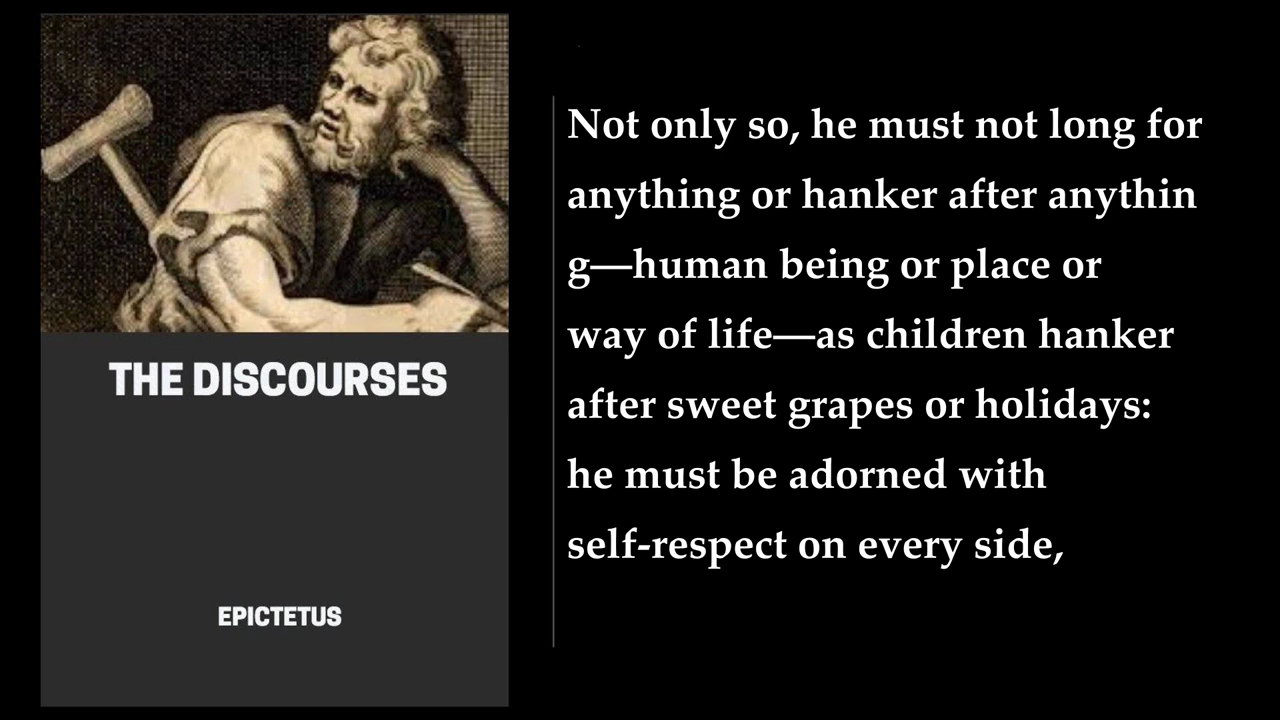 THE DISCOURSES
EPICTETUS
Not only so, he must not long for
anything or hanker after anythin
g—human being or place or
way of life—as children hanker
after sweet grapes or holidays:
he must be adorned with
self-respect on every side,